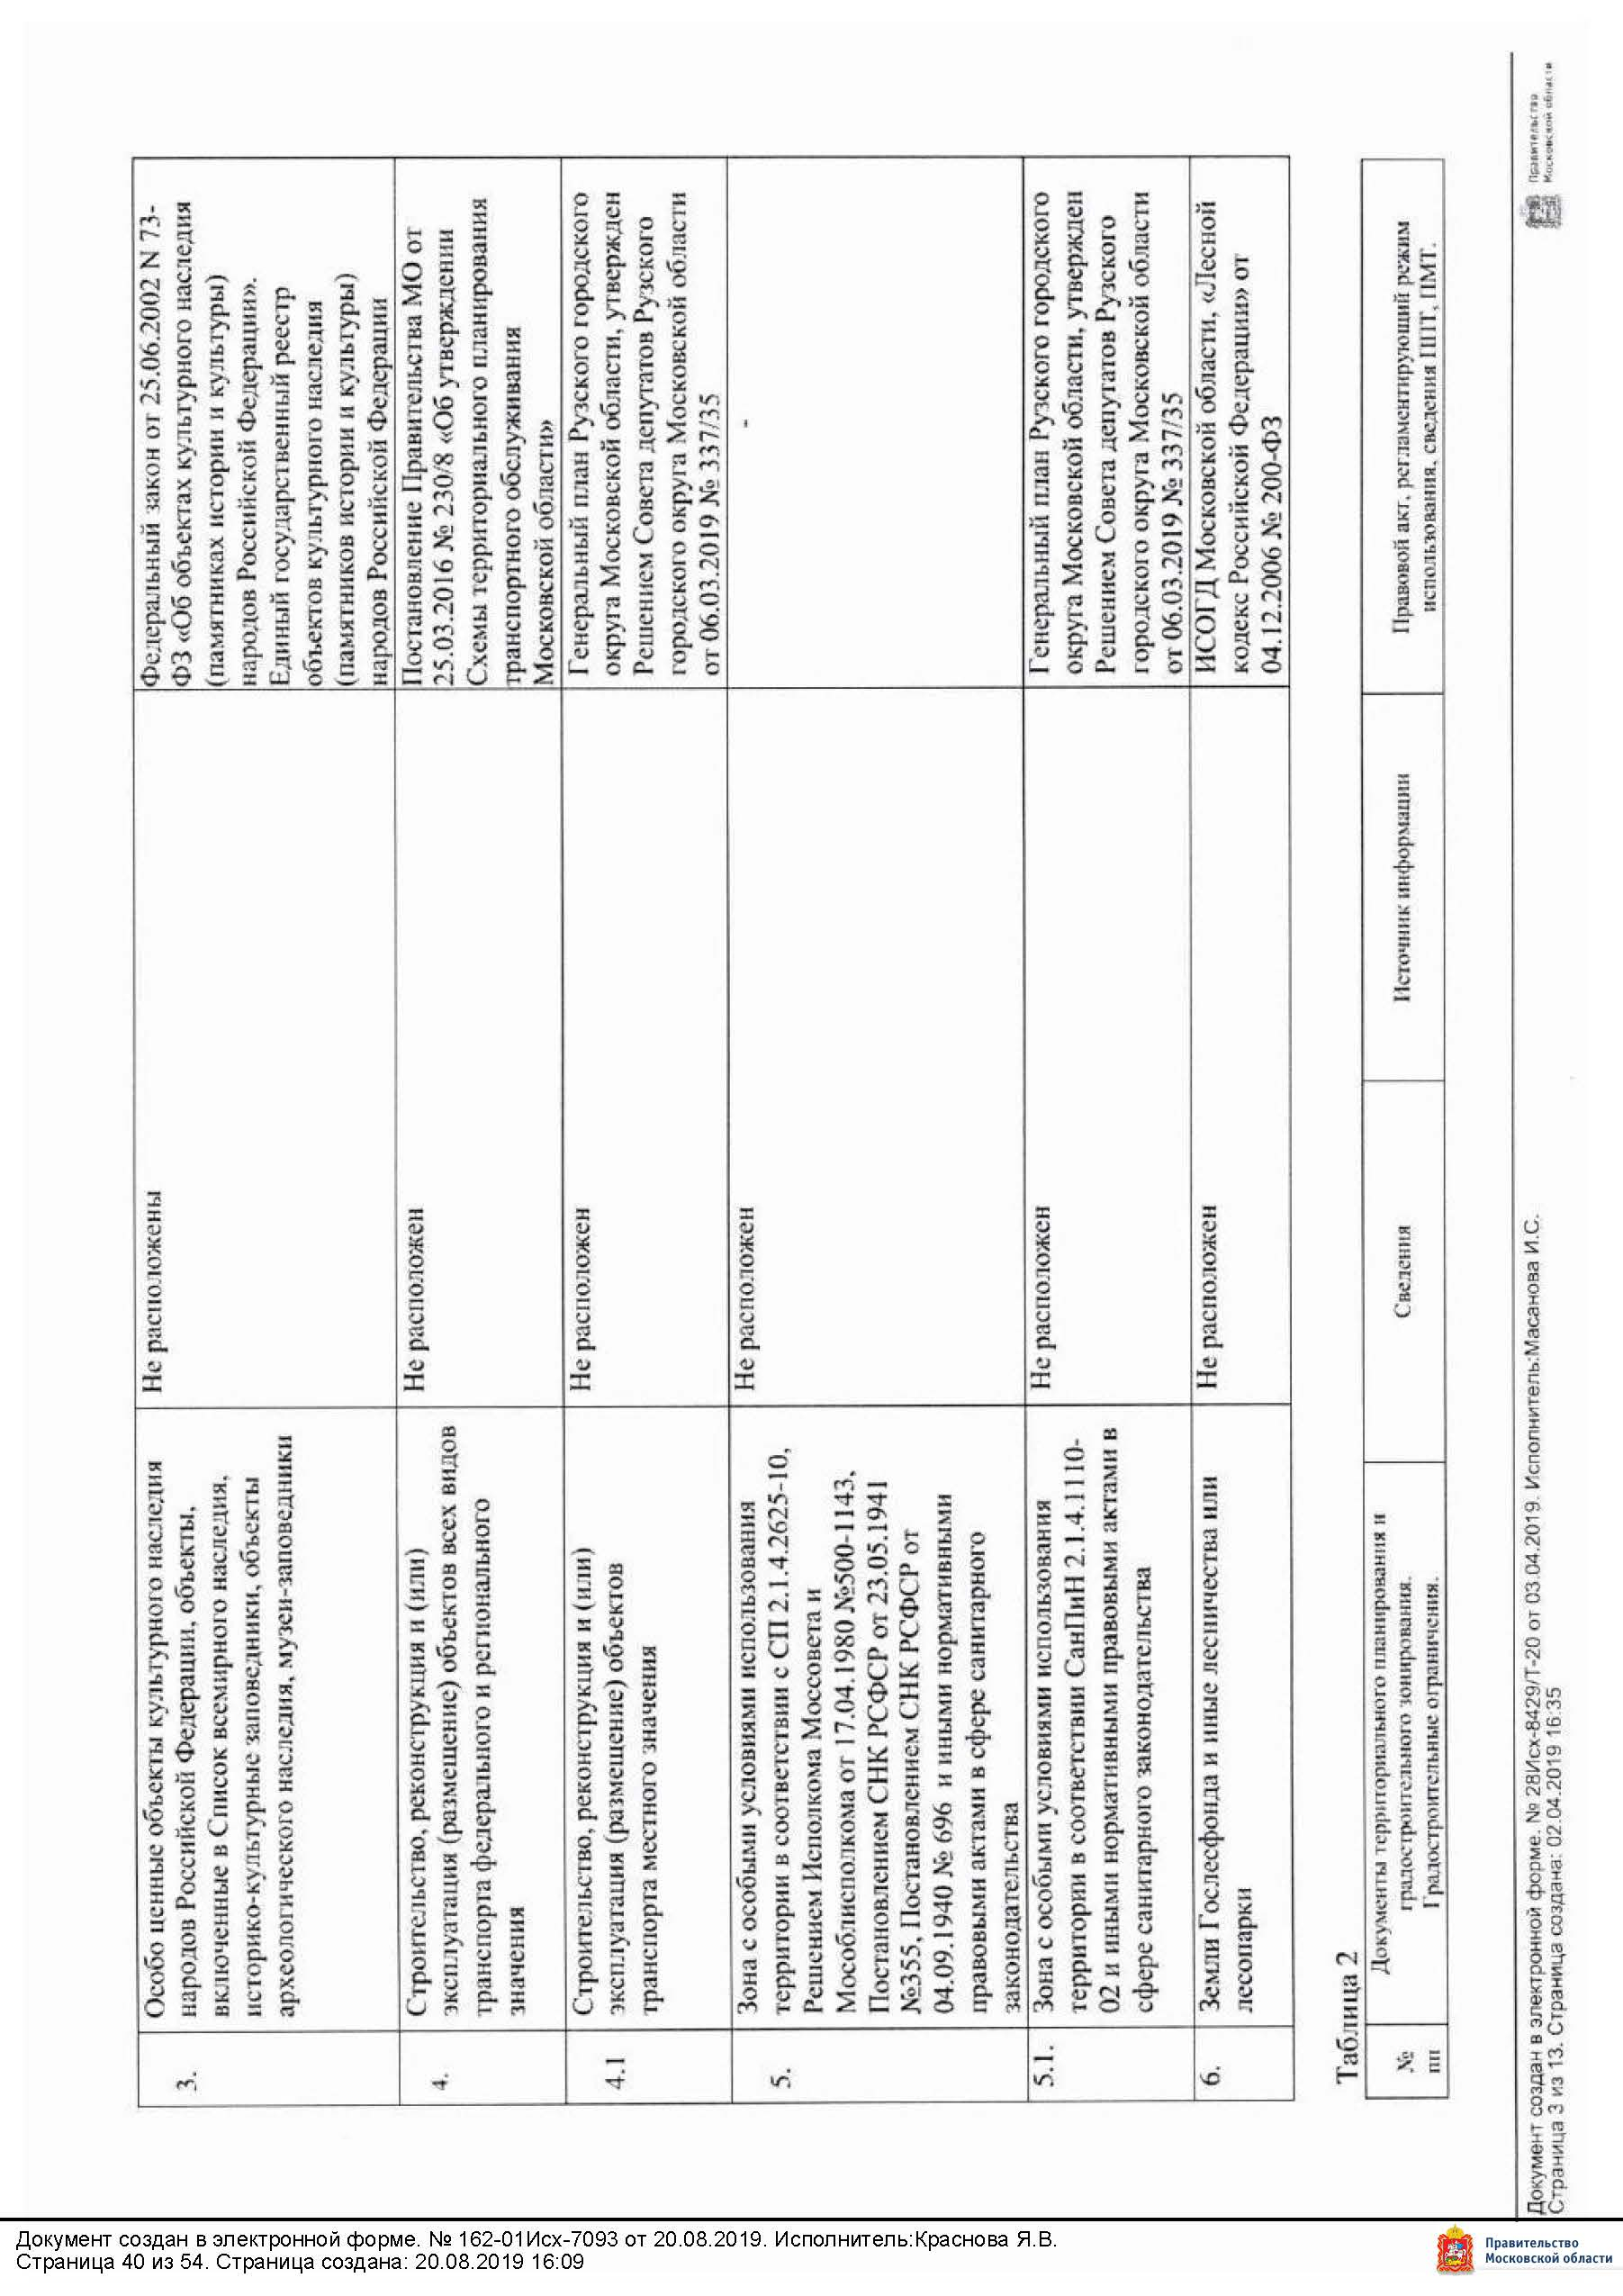 3.
Особо ценные объекты культурного наследия
народов Российской Федерации, объекты,
включенные в Список всемирного наследия,
историко-культурные заповедники, объекты
археологического наследия, музеи-заповедники
Не расположены
Федеральный закон от 25.06.2002 N 73-
ФЗ «Об объектах культурного наследия
(памятниках истории и культуры)
народов Российской Федерации».
Единый государственный реестр
объектов культурного наследия
(памятников истории и культуры)
народов Российской Федерации
4.
Строительство, реконструкция и (или)
эксплуатация (размещение) объектов всех видов
транспорта федерального и регионального
значения
Не расположен
Постановление Правительства МО от
25.03.2016 № 230/8 «Об утверждении
Схемы территориального планирования
транспортного обслуживания
Московской области»
4.1
Строительство, реконструкция и (или)
эксплуатация (размещение) объектов
транспорта местного значения
Не расположен
Генеральный план Рузского городского
округа Московской области, утвержден
Решением Совета депутатов Рузского
городского округа Московской области
от 06.03.2019 № 337/35
5.
Зона с особыми условиями использования
территории в соответствии с СП 2.1.4.2625-10,
Решением Исполкома Моссовета и
Мособлисполкома от 17.04.1980 №500-1143,
Постановлением СНК РСФСР от 23.05.1941
№355, Постановлением СНК РСФСР от
04.09.1940 № 696 и иными нормативными
правовыми актами в сфере санитарного
законодательства
Не расположен
-
5.1.
Зона с особыми условиями использования
территории в соответствии СанПиН 2.1.4.1110-
02 и иными нормативными правовыми актами в
сфере санитарного законодательства
Не расположен
Генеральный план Рузского городского
округа Московской области, утвержден
Решением Совета депутатов Рузского
городского округа Московской области
от 06.03.2019 № 337/35
6.
Земли Гослесфонда и иные лесничества или
лесопарки
Не расположен
ИСОГД Московской области, «Лесной
кодекс Российской Федерации» от
04.12.2006 № 200-ФЗ
Таблица 2
№
пп
Документы территориального планирования и
градостроительного зонирования.
Градостроительные ограничения.
Сведения
Источник информации
Правовой акт, регламентирующий режим
использования, сведения ППТ, ПМТ.
Документ создан в электронной форме. № 28Исх-8429/Т-20 от 03.04.2019. Исполнитель:Масанова И.С.
Страница 3 из 13. Страница создана: 02.04.2019 16:35
Правительство
Московской области
Документ создан в электронной форме. № 162-01Исх-7093 от 20.08.2019. Исполнитель:Краснова Я.В.
Страница 40 из 54. Страница создана: 20.08.2019 16:09
Правительство
Московской области